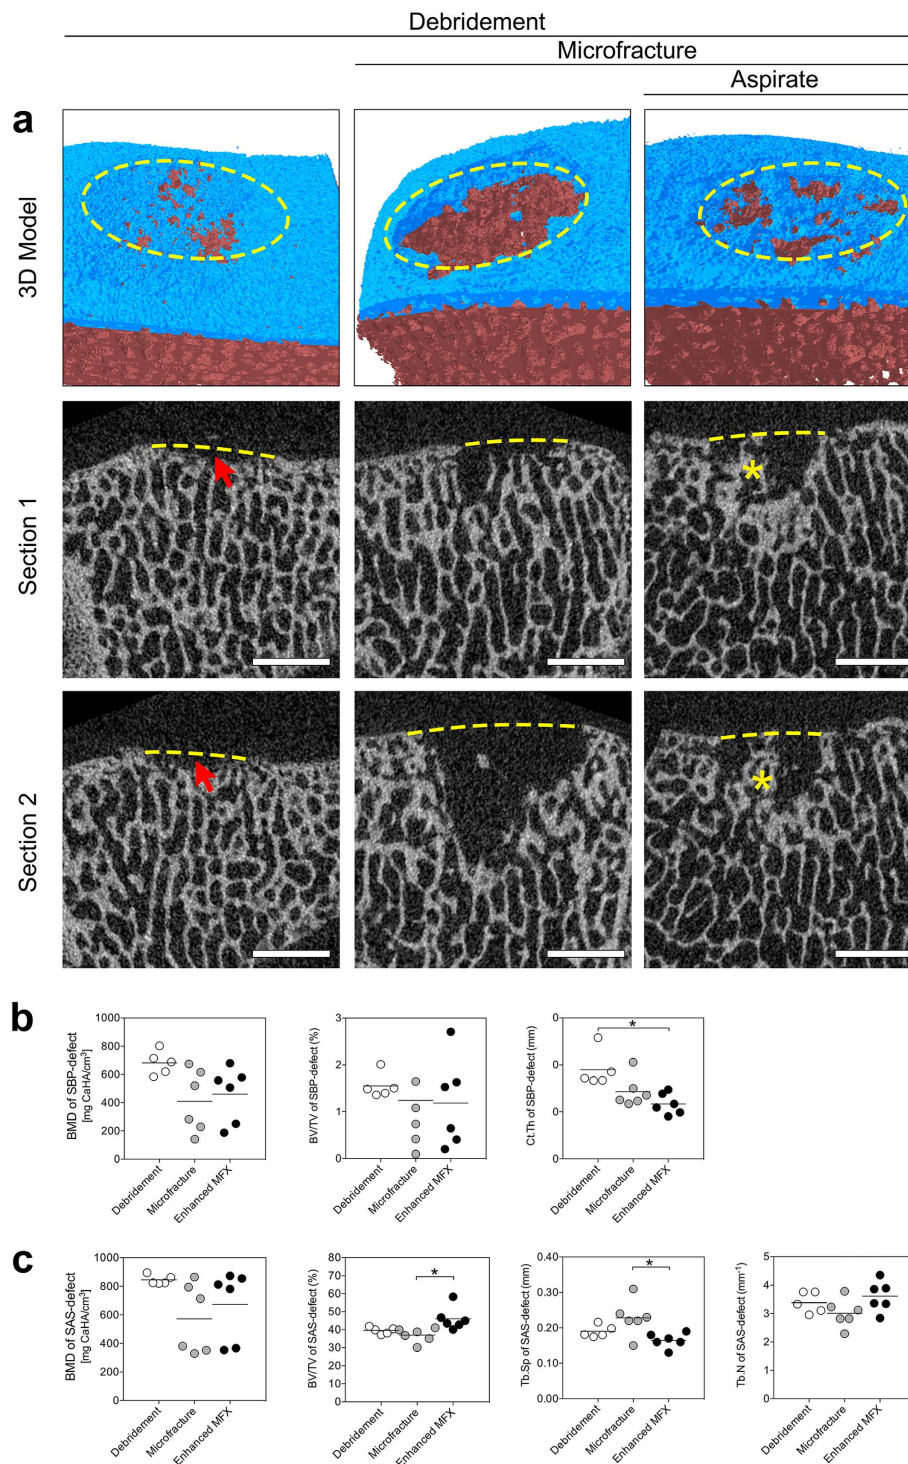 Debridement
Microfracture
Aspirate
a
3D Model
Section 1
*
Section 2
*
b
BMD of SBP-defect
[mg CaHA/cm³]
1000
800
600
400
200
0
Debridement
Microfracture
Enhanced MFX
BV/TV of SBP-defect (%)
3
2
1
0
Debridement
Microfracture
Enhanced MFX
Ct.Th of SBP-defect (mm)
0
0
0
*
Debridement
Microfracture
Enhanced MFX
c
BMD of SAS-defect
[mg CaHA/cm³]
1000
800
600
400
200
0
Debridement
Microfracture
Enhanced MFX
BV/TV of SAS-defect (%)
80
70
60
50
40
30
20
10
0
*
Debridement
Microfracture
Enhanced MFX
Tb.Sp of SAS-defect (mm)
0.40
0.30
0.20
0.10
0.00
*
Debridement
Microfracture
Enhanced MFX
Tb.N of SAS-defect (mm⁻¹)
5
4
3
2
1
0
Debridement
Microfracture
Enhanced MFX